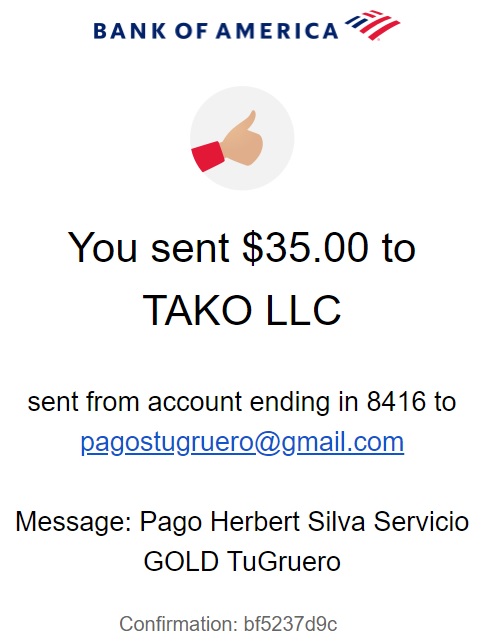 BANK OF AMERICA
You sent $35.00 to
TAKO LLC
sent from account ending in 8416 to
pagostugruero@gmail.com
Message: Pago Herbert Silva Servicio
GOLD TuGruero
Confirmation: bf5237d9c